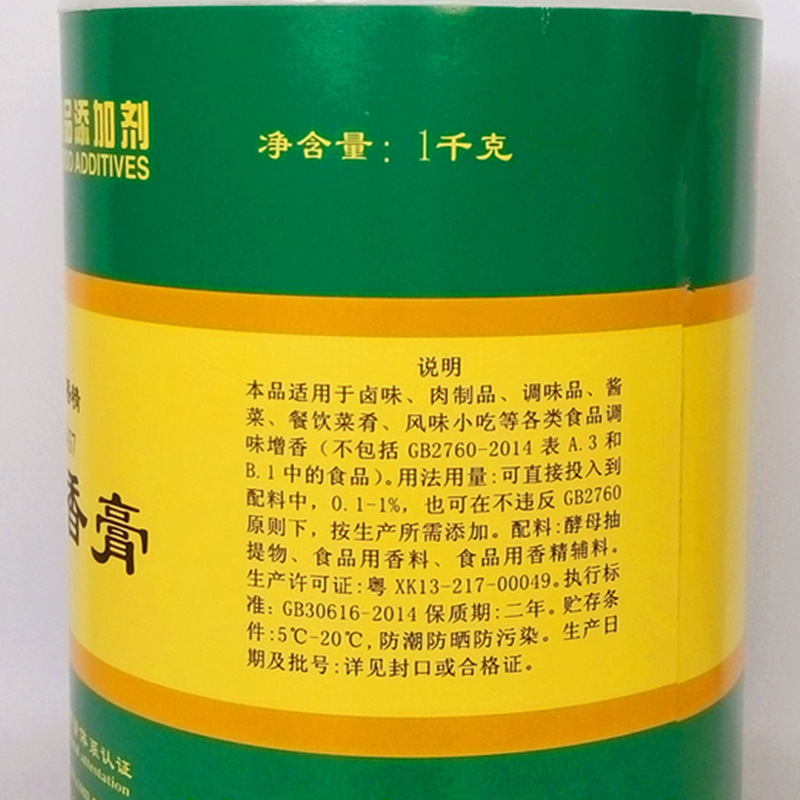 品添加剂
OD ADDITIVES
净含量：1千克
香精
香膏
说明
本品适用于卤味、肉制品、调味品、酱
菜、餐饮菜肴、风味小吃等各类食品调
味增香（不包括 GB2760-2014 表 A.3 和
B.1 中的食品）。用法用量:可直接投入到
配料中，0.1-1%，也可在不违反 GB2760
原则下，按生产所需添加。配料:酵母抽
提物、食品用香料、食品用香精辅料。
生产许可证:粤 XK13-217-00049。执行标
准: GB30616-2014 保质期:二年。贮存条
件:5℃-20℃,防潮防晒防污染。生产日
期及批号:详见封口或合格证。
体系认证
attestation